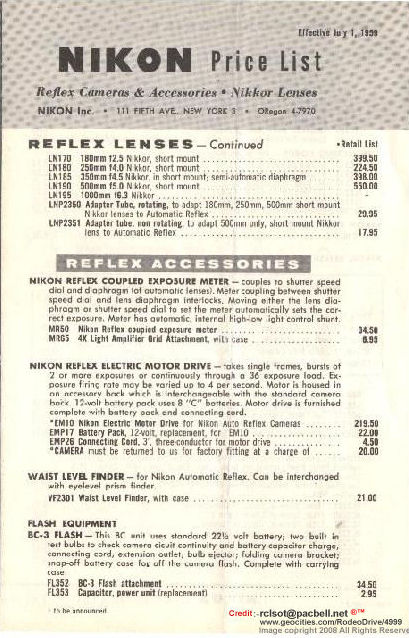 Effective July 1, 1959
NIKON Price List
Reflex Cameras & Accessories • Nikkor Lenses
NIKON Inc. • 111 FIFTH AVE., NEW YORK 3 • ORegon 4-7970
REFLEX LENSES — Continued
• Retail List
LN170 180mm f2.5 Nikkor, short mount 339.50
LN180 250mm f4.0 Nikkor, short mount 224.50
LN185 350mm f4.5 Nikkor, in short mount; semi-automatic diaphragm 338.00
LN190 500mm f5.0 Nikkor, short mount 550.00
LN195 1000mm f6.3 Nikkor -
LNP2350 Adapter Tube, rotating, to adapt 180mm, 250mm, 500mm short mount
Nikkor lenses to Automatic Reflex 29.95
LNP2351 Adapter tube, non rotating, to adapt 500mm only, short mount Nikkor
lens to Automatic Reflex 17.95
REFLEX ACCESSORIES
NIKON REFLEX COUPLED EXPOSURE METER — couples to shutter speed
dial and diaphragm (of automatic lenses). Meter coupling between shutter
speed dial and lens diaphragm interlocks. Moving either the lens dia-
phragm or shutter speed dial to set the meter automatically sets the cor-
rect exposure. Meter has automatic, internal high-low light control shunt.
MR50 Nikon Reflex coupled exposure meter 34.50
MRG5 4X Light Amplifier Grid Attachment, with case 6.95
NIKON REFLEX ELECTRIC MOTOR DRIVE — takes single frames, bursts of
2 or more exposures or continuously through a 36 exposure load. Ex-
posure firing rate may be varied up to 4 per second. Motor is housed in
an accessory back which is interchangeable with the standard camera
back. 12-volt battery pack uses 8 "C" batteries. Motor drive is furnished
complete with battery pack and connecting cord.
*EM10 Nikon Electric Motor Drive for Nikon Auto Reflex Cameras 219.50
EMP17 Battery Pack, 12-volt, replacement, for EM10 22.00
EMP26 Connecting Cord, 3', three-conductor for motor drive 4.50
*CAMERA must be returned to us for factory fitting at a charge of 20.00
WAIST LEVEL FINDER — for Nikon Automatic Reflex. Can be interchanged
with eyelevel prism finder.
VF2301 Waist Level Finder, with case 21.00
FLASH EQUIPMENT
BC-3 FLASH — This BC unit uses standard 22½ volt battery; two built in
test bulbs to check camera circuit continuity and battery capacitor charge,
connecting cord, extension outlet, bulb ejector; folding camera bracket;
snap-off battery case for off the camera flash. Complete with carrying
case
FL352 BC-3 Flash attachment 34.50
FL353 Capacitor, power unit (replacement) 2.95
to be announced
Credit:-rclsot@pacbell.net ©™
www.geocities.com/RodeoDrive/4999
Image copyright 2008 All Rights Reserve